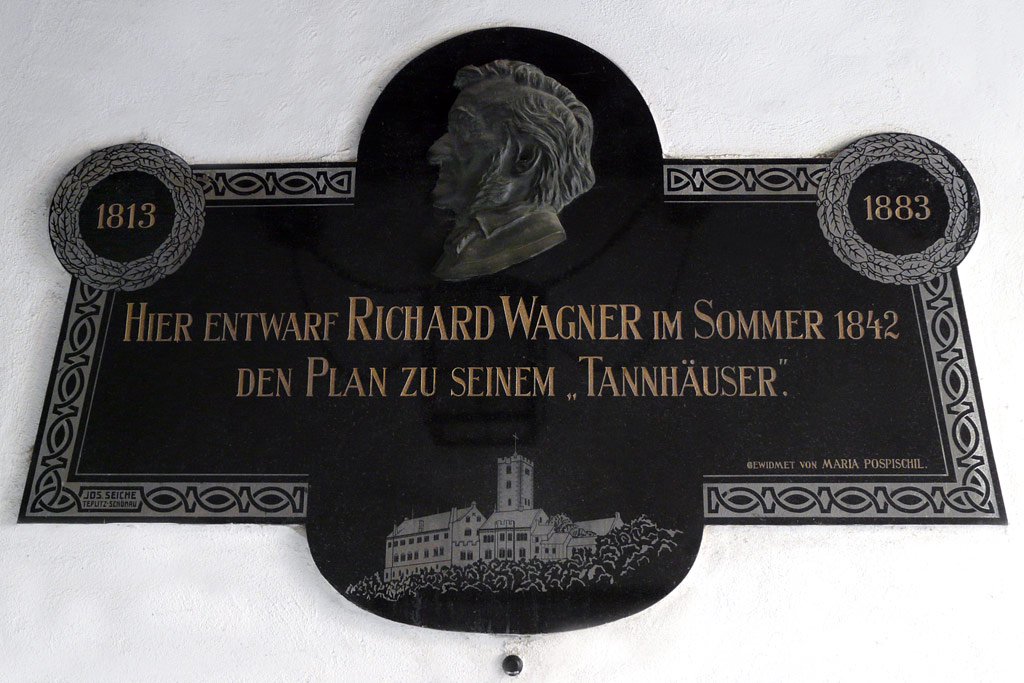 1813
1883
HIER ENTWARF RICHARD WAGNER IM SOMMER 1842
DEN PLAN ZU SEINEM „TANNHÄUSER".
GEWIDMET VON MARIA POSPISCHIL.
JOS. SEICHE
TEPLITZ-SCHÖNAU